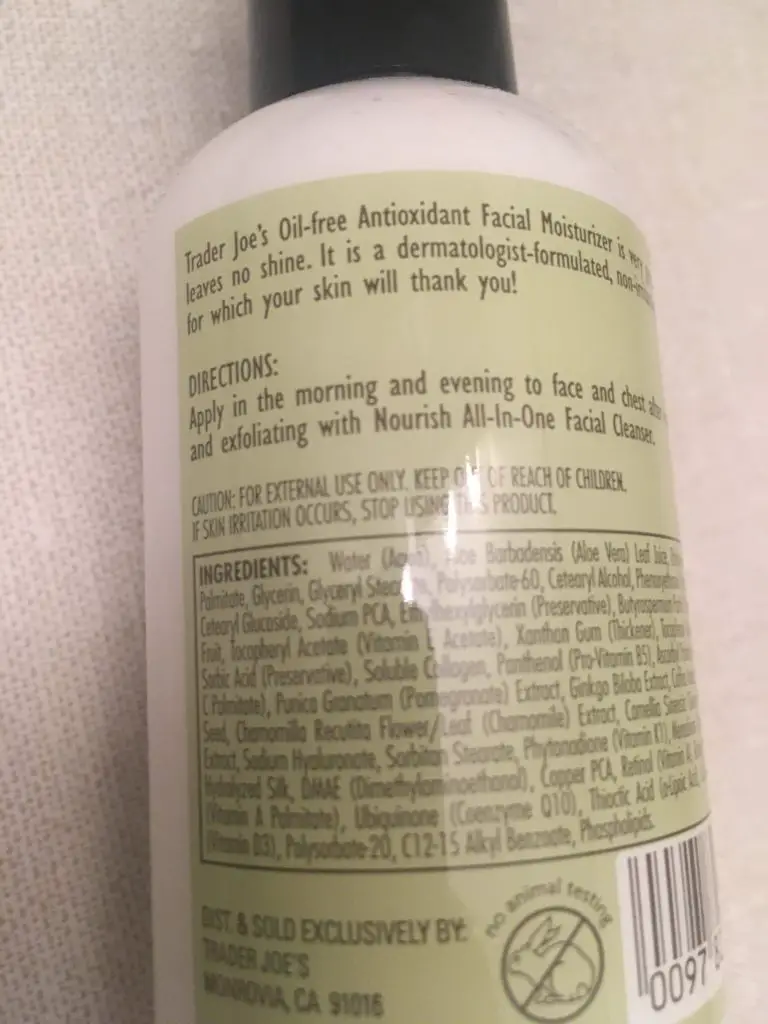 Trader Joe's Oil-free Antioxidant Facial Moisturizer is very
leaves no shine. It is a dermatologist-formulated,
for which your skin will thank you!
DIRECTIONS:
Apply in the morning and evening to face and chest after
and exfoliating with Nourish All-In-One Facial Cleanser.
CAUTION: FOR EXTERNAL USE ONLY. KEEP OUT OF REACH OF CHILDREN.
IF SKIN IRRITATION OCCURS, STOP USING THIS PRODUCT.
INGREDIENTS: Water (Aqua), Aloe Barbadensis (Aloe Vera) Leaf Juice,
Palmitate, Glycerin, Glyceryl Stearate, Polysorbate-60, Cetearyl Alcohol,
Cetearyl Glucoside, Sodium PCA, Ethylhexylglycerin (Preservative),
Fruit, Tocopheryl Acetate (Vitamin E Acetate), Xanthan Gum (Thickener),
Sorbic Acid (Preservative), Soluble Collagen, Panthenol (Pro-Vitamin B5),
C Palmitate), Punica Granatum (Pomegranate) Extract, Ginkgo Biloba Extract,
Seed, Chamomilla Recutita Flower/Leaf (Chamomile) Extract, Camellia
Extract, Sodium Hyaluronate, Sorbitan Stearate, Phytonadione (Vitamin K1),
Hydrolyzed Silk, DMAE (Dimethylaminoethanol), Copper PCA, Retinol (Vitamin A,
(Vitamin A Palmitate), Ubiquinone (Coenzyme Q10), Thioctic Acid
(Vitamin D3), Polysorbate-20, C12-15 Alkyl Benzoate, Phospholipids.
no animal testing
DIST. & SOLD EXCLUSIVELY BY:
TRADER JOE'S
MONROVIA, CA 91016
0097